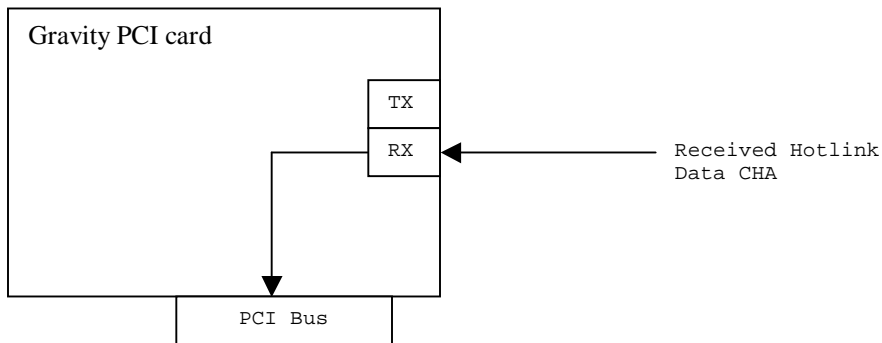 Gravity PCI card
TX
RX
Received Hotlink
Data CHA
PCI Bus